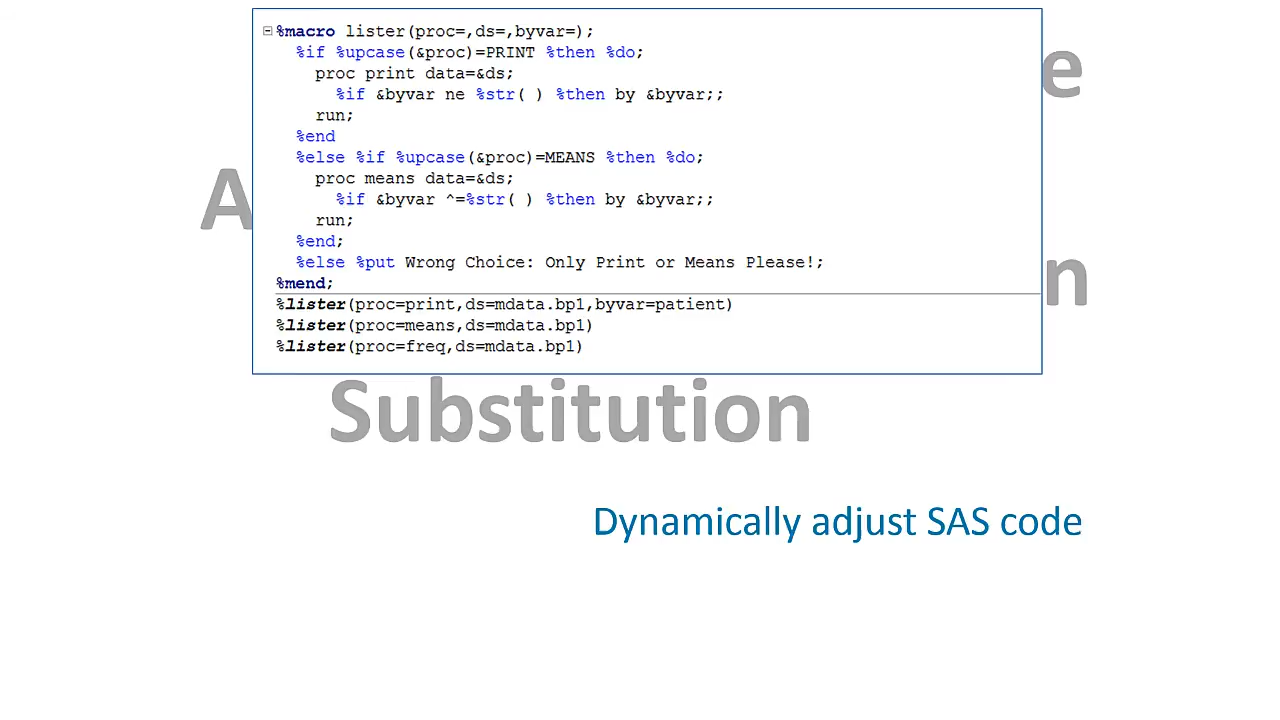 %macro lister(proc=,ds=,byvar=);
%if %upcase(&proc)=PRINT %then %do;
proc print data=&ds;
%if &byvar ne %str( ) %then by &byvar;;
run;
%end
%else %if %upcase(&proc)=MEANS %then %do;
proc means data=&ds;
%if &byvar ^=%str( ) %then by &byvar;;
run;
%end;
%else %put Wrong Choice: Only Print or Means Please!;
%mend;
%lister(proc=print,ds=mdata.bp1,byvar=patient)
%lister(proc=means,ds=mdata.bp1)
%lister(proc=freq,ds=mdata.bp1)
Substitution
Dynamically adjust SAS code